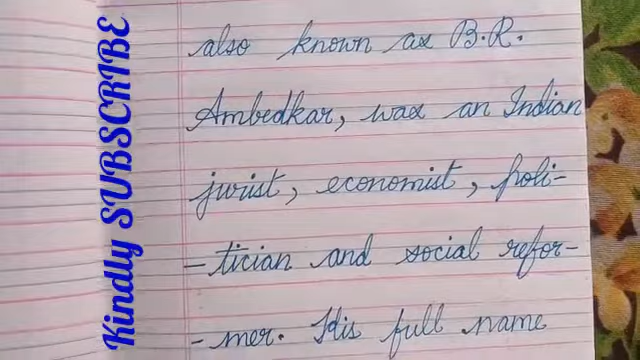 Kindly SUBSCRIBE
also known as B.R.
Ambedkar, was an Indian
jurist, economist, poli-
-tician and social refor-
-mer. His full name